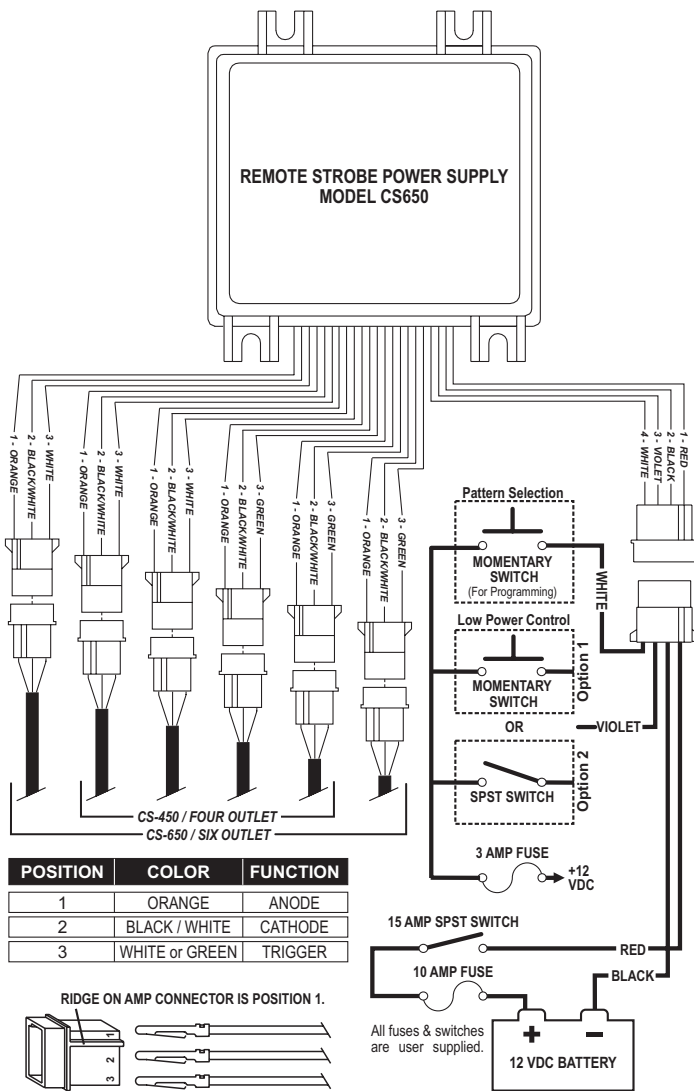 REMOTE STROBE POWER SUPPLY
MODEL CS650
1 - ORANGE
2 - BLACK/WHITE
3 - WHITE
1 - ORANGE
2 - BLACK/WHITE
3 - WHITE
1 - ORANGE
2 - BLACK/WHITE
3 - WHITE
1 - ORANGE
2 - BLACK/WHITE
3 - GREEN
1 - ORANGE
2 - BLACK/WHITE
3 - GREEN
1 - ORANGE
2 - BLACK/WHITE
3 - GREEN
4 - WHITE
3 - VIOLET
2 - BLACK
1 - RED
Pattern Selection
MOMENTARY
SWITCH
(For Programming)
WHITE
Low Power Control
MOMENTARY
SWITCH
Option 1
OR
VIOLET
SPST SWITCH
Option 2
3 AMP FUSE
+12
VDC
CS-450 / FOUR OUTLET
CS-650 / SIX OUTLET
POSITION COLOR FUNCTION
1 ORANGE ANODE
2 BLACK / WHITE CATHODE
3 WHITE or GREEN TRIGGER
15 AMP SPST SWITCH
RED
10 AMP FUSE
BLACK
RIDGE ON AMP CONNECTOR IS POSITION 1.
1
2
3
All fuses & switches
are user supplied.
+ −
12 VDC BATTERY